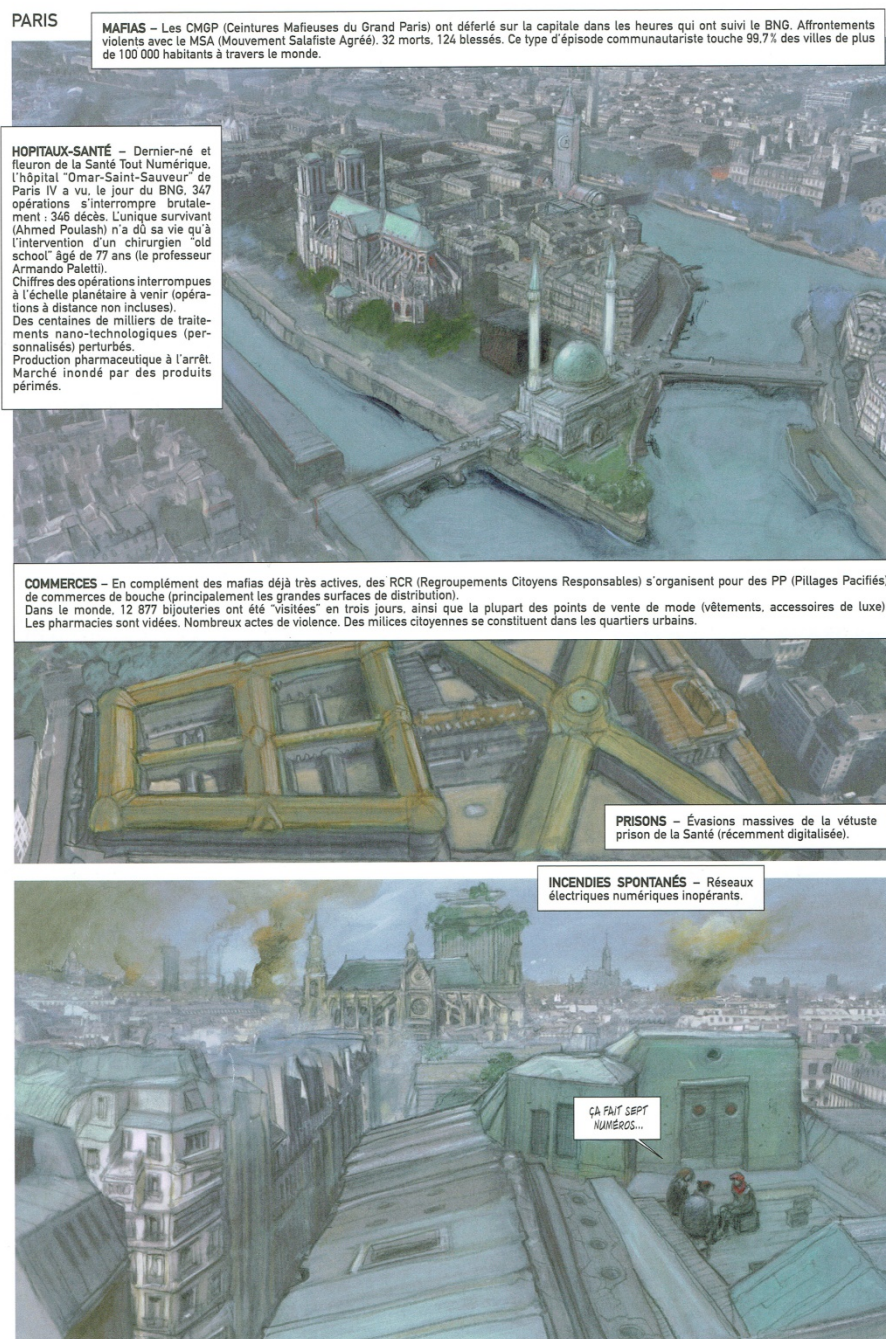 PARIS
MAFIAS – Les CMGP (Ceintures Mafieuses du Grand Paris) ont déferlé sur la capitale dans les heures qui ont suivi le BNG. Affrontements
violents avec le MSA (Mouvement Salafiste Agréé). 32 morts, 124 blessés. Ce type d'épisode communautariste touche 99,7% des villes de plus
de 100 000 habitants à travers le monde.
HOPITAUX-SANTÉ – Dernier-né et
fleuron de la Santé Tout Numérique,
l'hôpital "Omar-Saint-Sauveur" de
Paris IV a vu, le jour du BNG, 347
opérations s'interrompre brutale-
ment : 346 décès. L'unique survivant
(Ahmed Poulash) n'a dû sa vie qu'à
l'intervention d'un chirurgien "old
school" âgé de 77 ans (le professeur
Armando Paletti).
Chiffres des opérations interrompues
à l'échelle planétaire à venir (opéra-
tions à distance non incluses).
Des centaines de milliers de traite-
ments nano-technologiques (per-
sonnalisés) perturbés.
Production pharmaceutique à l'arrêt.
Marché inondé par des produits
périmés.
COMMERCES – En complément des mafias déjà très actives, des RCR (Regroupements Citoyens Responsables) s'organisent pour des PP (Pillages Pacifiés)
de commerces de bouche (principalement les grandes surfaces de distribution).
Dans le monde, 12 877 bijouteries ont été "visitées" en trois jours, ainsi que la plupart des points de vente de mode (vêtements, accessoires de luxe)
Les pharmacies sont vidées. Nombreux actes de violence. Des milices citoyennes se constituent dans les quartiers urbains.
PRISONS – Évasions massives de la vétuste
prison de la Santé (récemment digitalisée).
INCENDIES SPONTANÉS – Réseaux
électriques numériques inopérants.
ÇA FAIT SEPT
NUMÉROS...